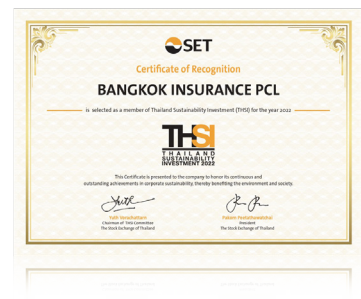 SET
Certificate of Recognition
BANGKOK INSURANCE PCL
is selected as a member of Thailand Sustainability Investment (THSI) for the year 2022
THSI
THAILAND
SUSTAINABILITY
INVESTMENT 2022
This Certificate is presented to the company to honor its continuous and
outstanding achievements in corporate sustainability, thereby benefiting the environment and society.
Chairman of THSI Committee
President
The Stock Exchange of Thailand
The Stock Exchange of Thailand